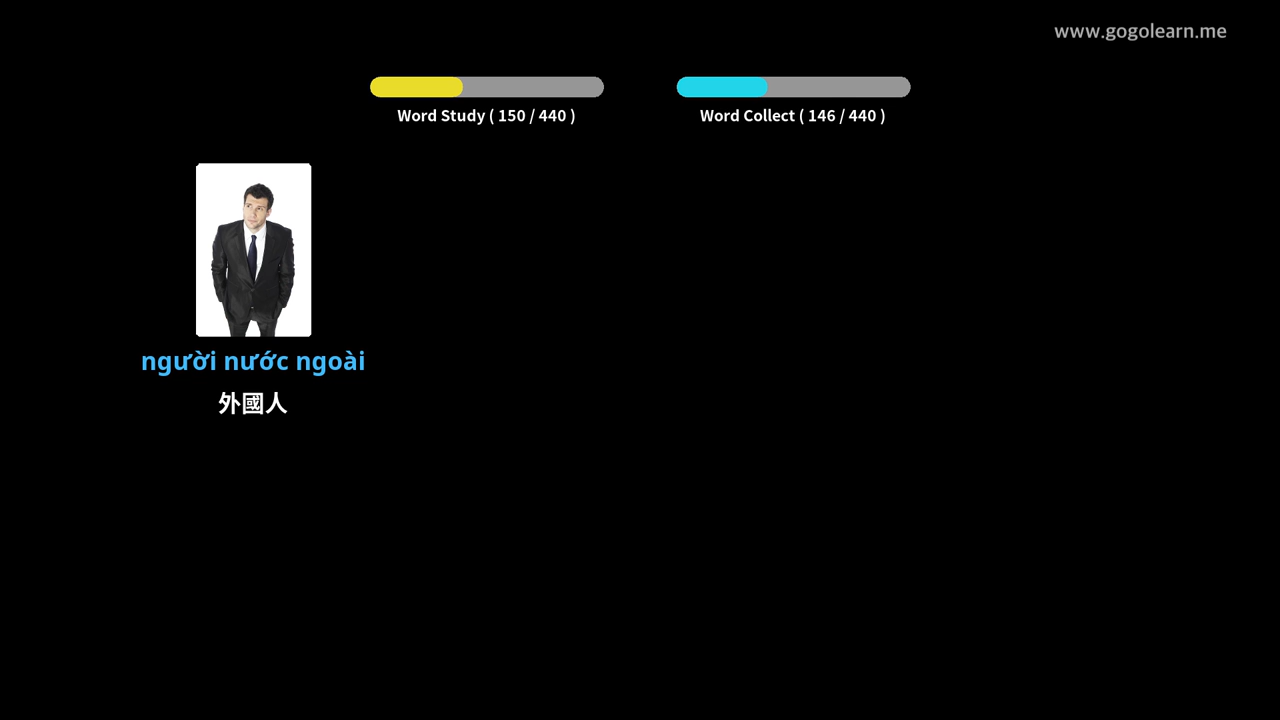 www.gogolearn.me
Word Study ( 150 / 440 )
Word Collect ( 146 / 440 )
người nước ngoài
外國人